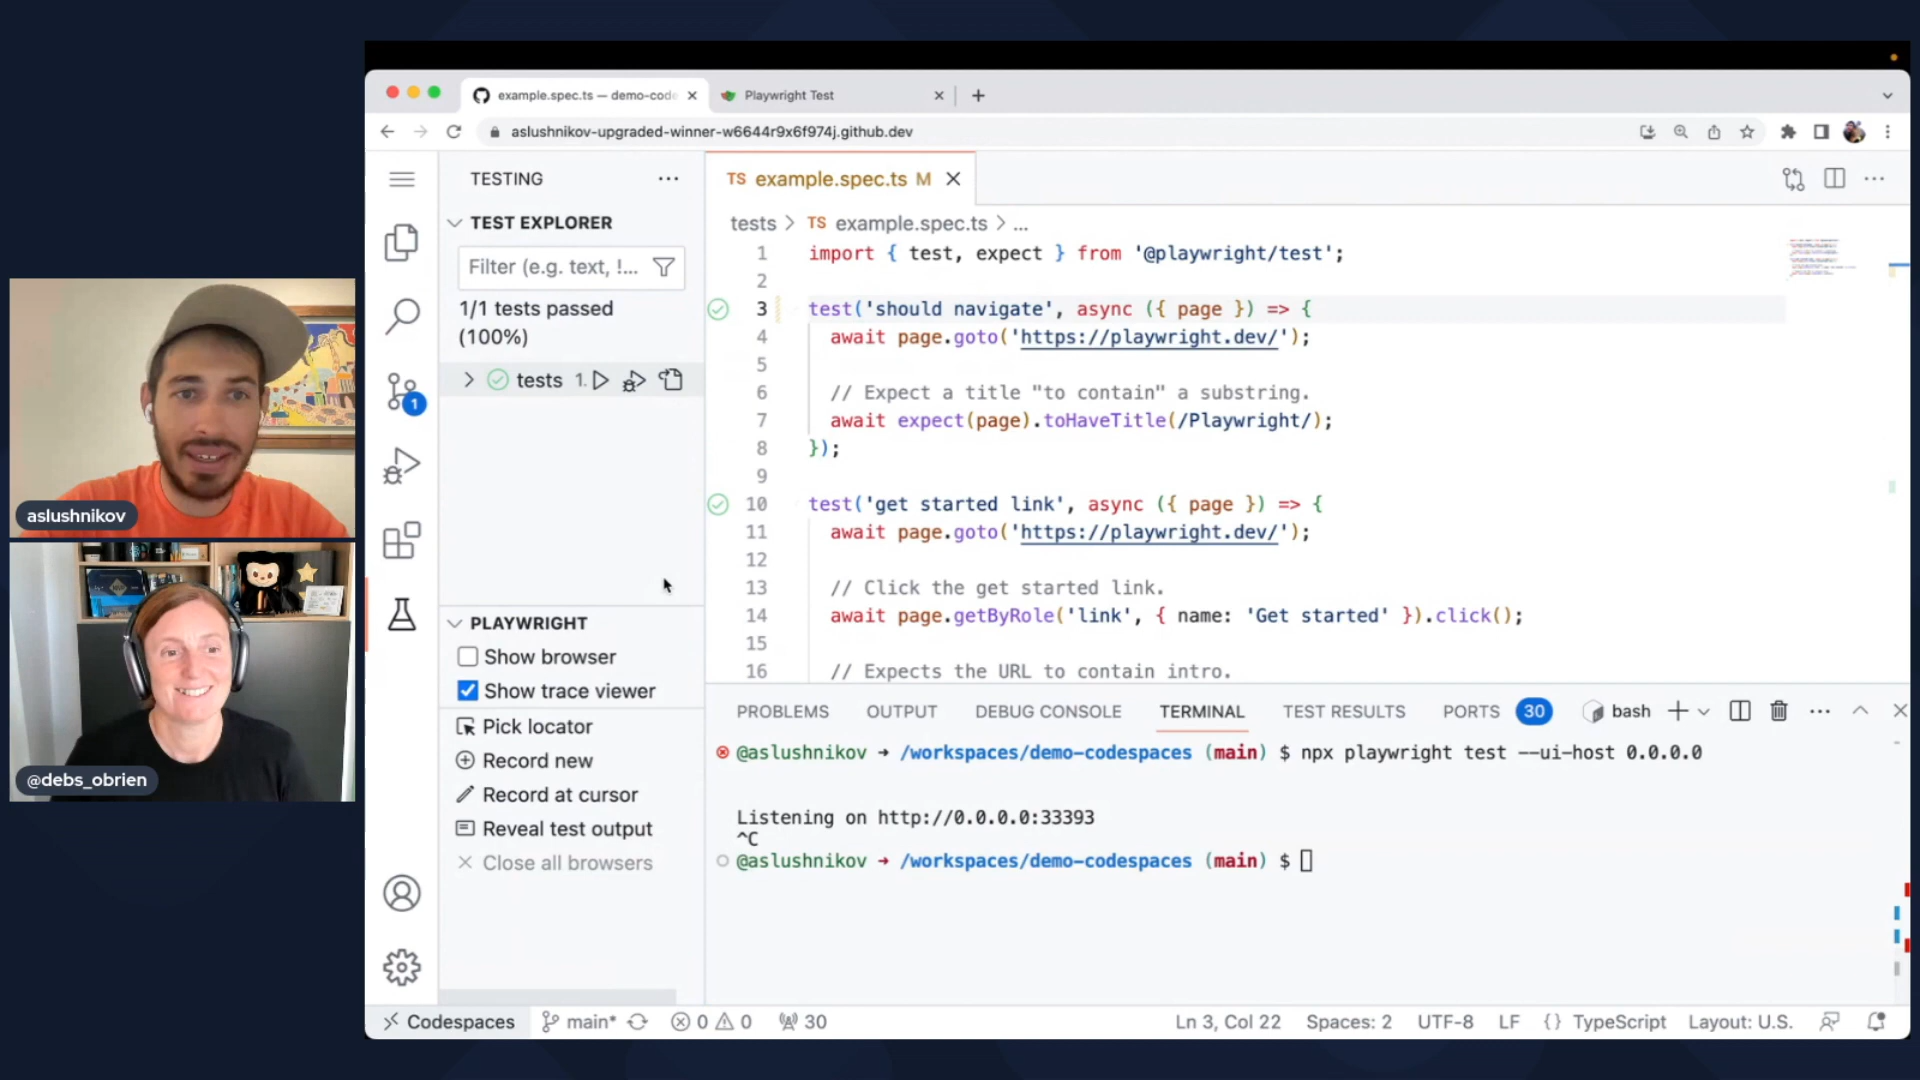 example.spec.ts — demo-code
Playwright Test
aslushnikov-upgraded-winner-w6644r9x6f974j.github.dev
TESTING
TEST EXPLORER
Filter (e.g. text, !...
1/1 tests passed
(100%)
tests 1.
1
PLAYWRIGHT
Show browser
Show trace viewer
Pick locator
Record new
Record at cursor
Reveal test output
Close all browsers
TS example.spec.ts M
tests > TS example.spec.ts > ...
1 import { test, expect } from '@playwright/test';
2
3 test('should navigate', async ({ page }) => {
4 await page.goto('https://playwright.dev/');
5
6 // Expect a title "to contain" a substring.
7 await expect(page).toHaveTitle(/Playwright/);
8 });
9
10 test('get started link', async ({ page }) => {
11 await page.goto('https://playwright.dev/');
12
13 // Click the get started link.
14 await page.getByRole('link', { name: 'Get started' }).click();
15
16 // Expects the URL to contain intro.
PROBLEMS OUTPUT DEBUG CONSOLE TERMINAL TEST RESULTS PORTS 30 bash
@aslushnikov → /workspaces/demo-codespaces (main) $ npx playwright test --ui-host 0.0.0.0
Listening on http://0.0.0.0:33393
^C
@aslushnikov → /workspaces/demo-codespaces (main) $
Codespaces main* 0 0 30 Ln 3, Col 22 Spaces: 2 UTF-8 LF {} TypeScript Layout: U.S.
aslushnikov
@debs_obrien